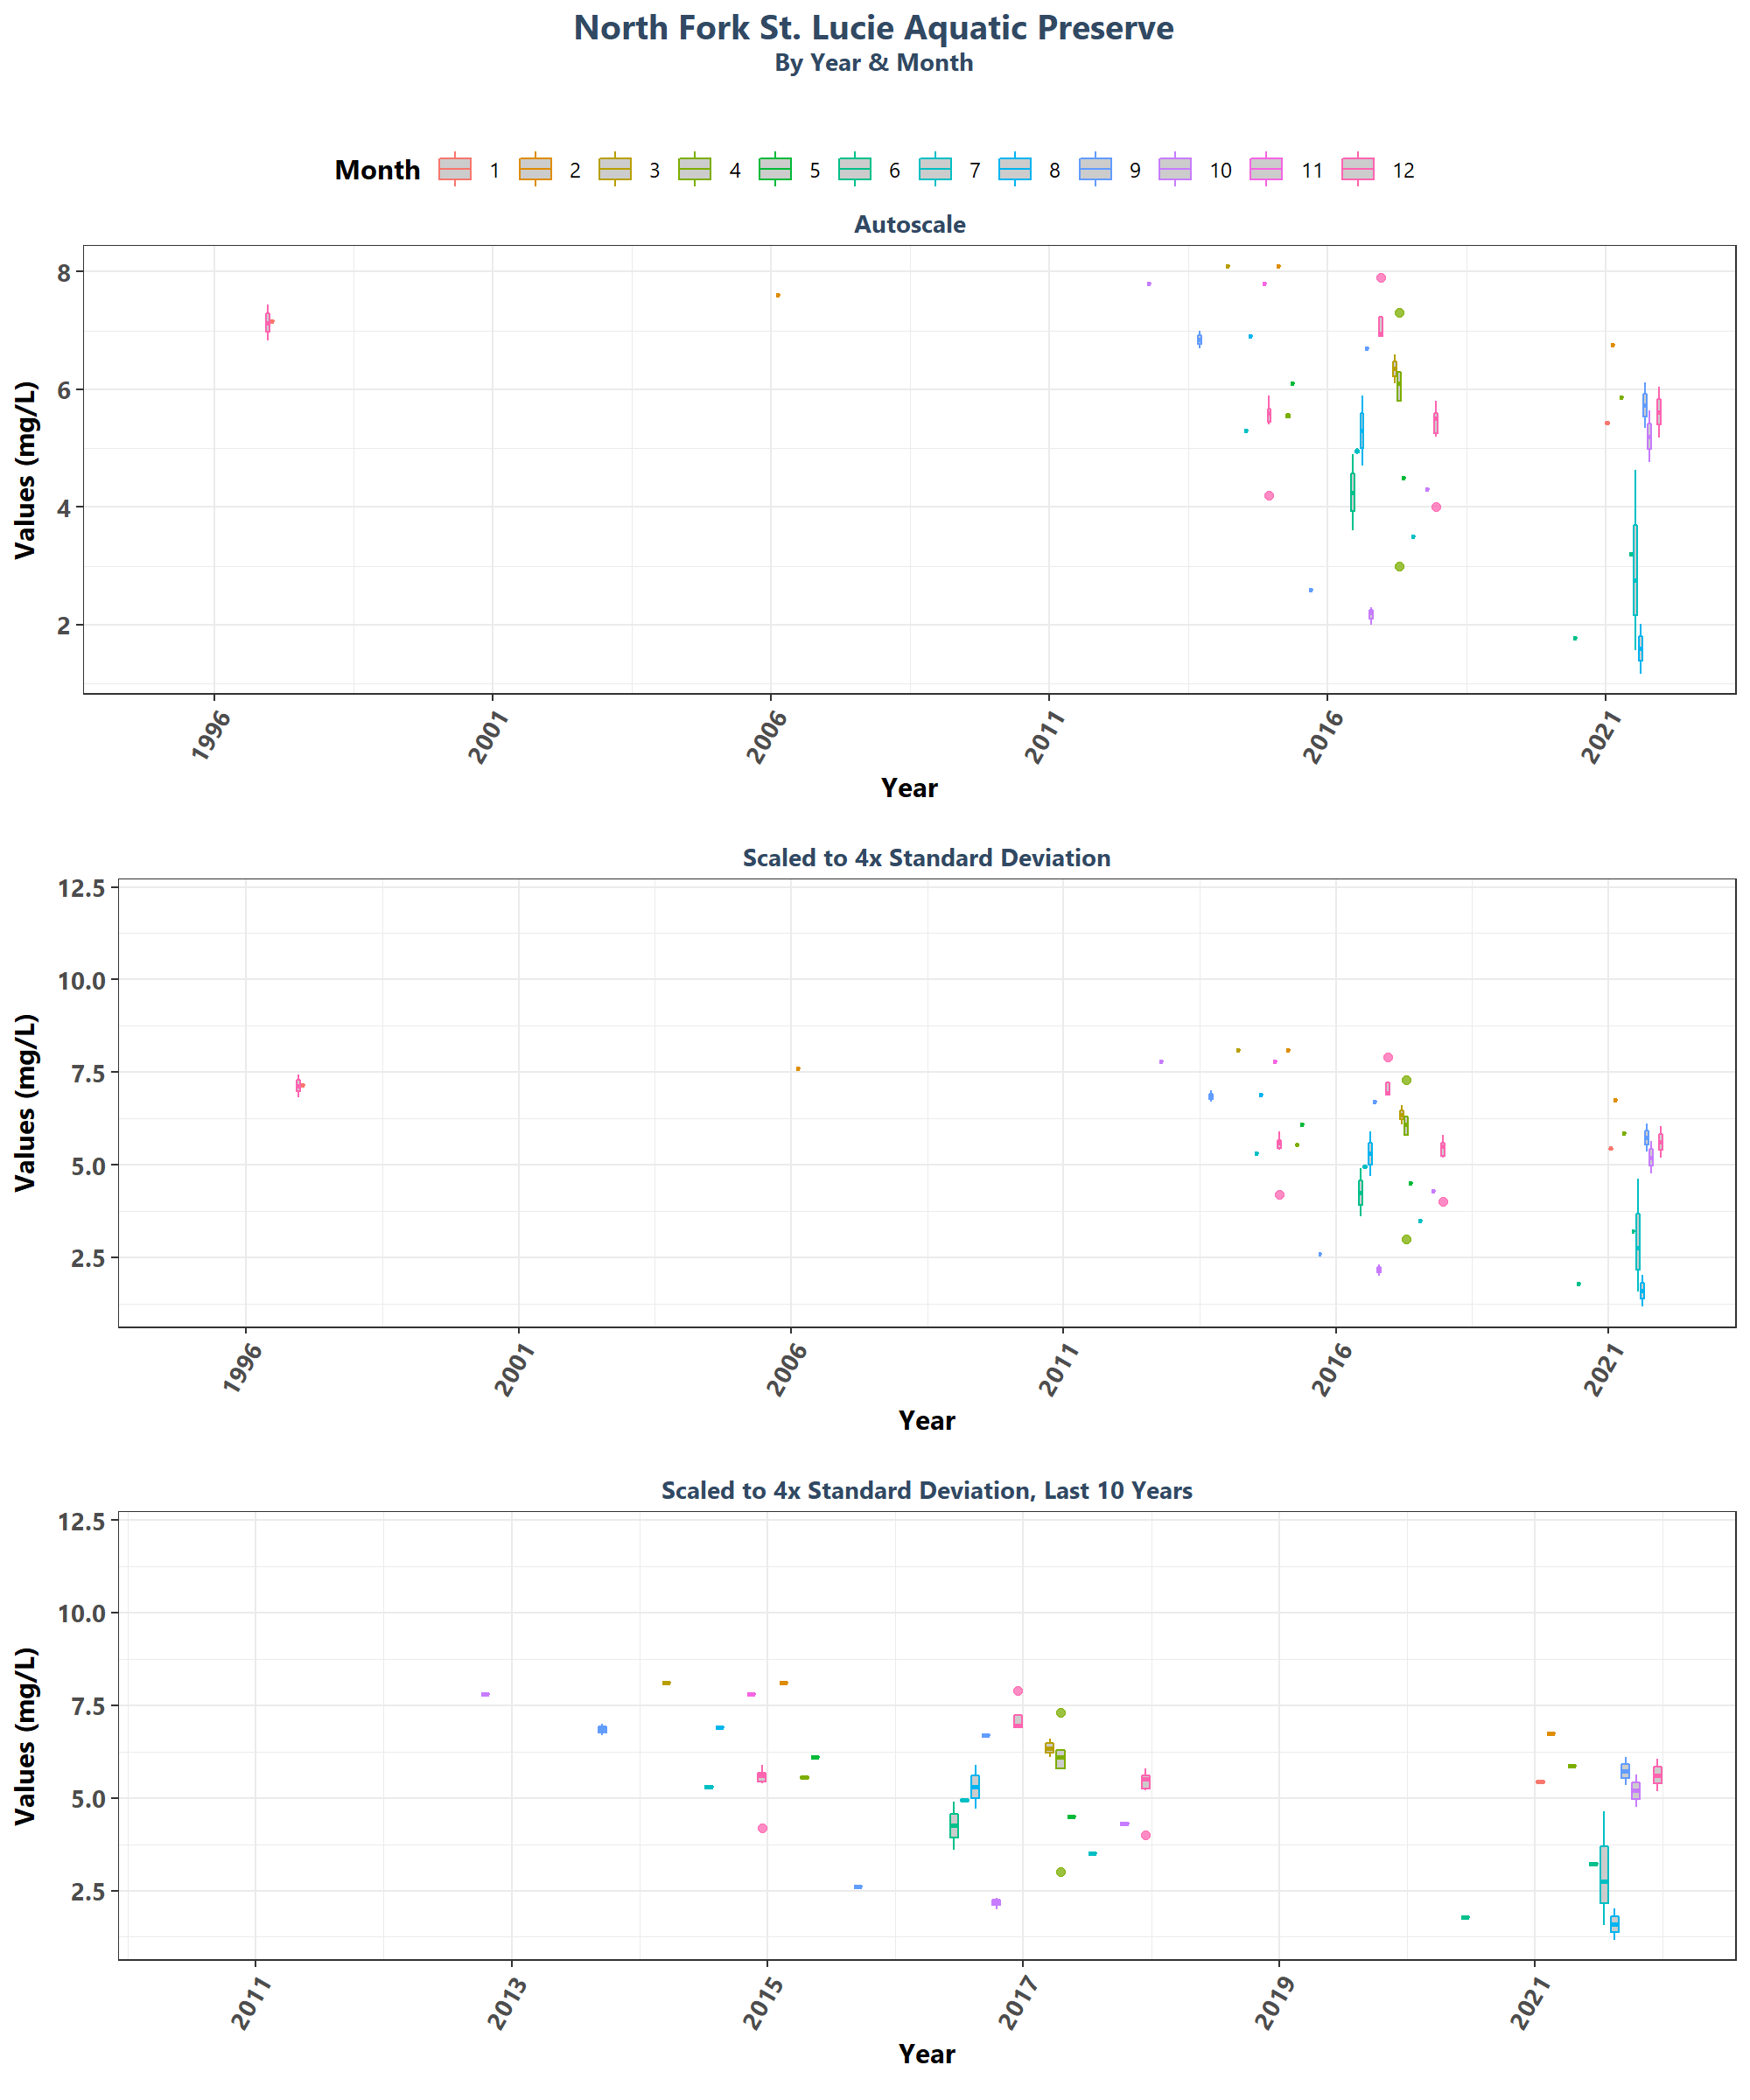 North Fork St. Lucie Aquatic Preserve
By Year & Month
Month 1 2 3 4 5 6 7 8 9 10 11 12
Autoscale
Values (mg/L)
8
6
4
2
1996 2001 2006 2011 2016 2021
Year
Scaled to 4x Standard Deviation
Values (mg/L)
12.5
10.0
7.5
5.0
2.5
1996 2001 2006 2011 2016 2021
Year
Scaled to 4x Standard Deviation, Last 10 Years
Values (mg/L)
12.5
10.0
7.5
5.0
2.5
2011 2013 2015 2017 2019 2021
Year